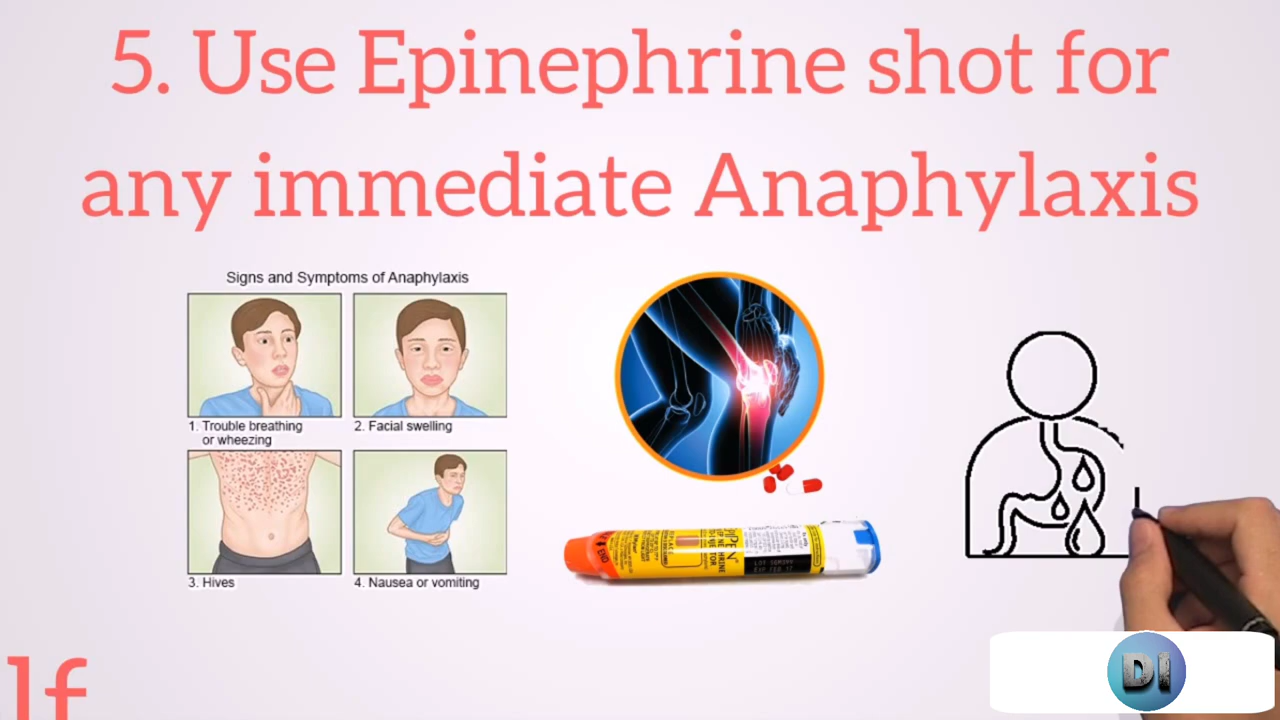 5. Use Epinephrine shot for
any immediate Anaphylaxis
Signs and Symptoms of Anaphylaxis
1. Trouble breathing
or wheezing
2. Facial swelling
3. Hives
4. Nausea or vomiting
If
DI